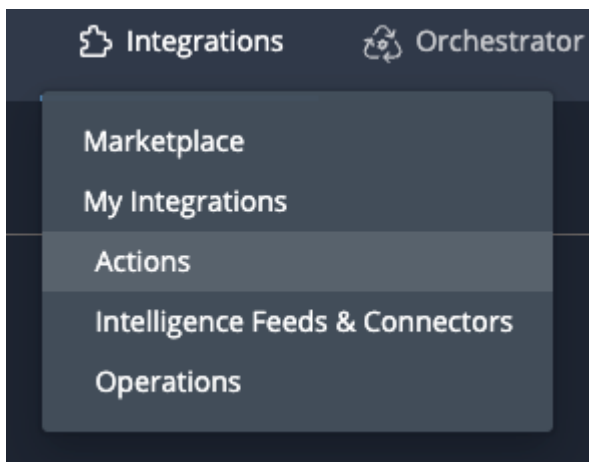 Integrations Orchestrator
Marketplace
My Integrations
Actions
Intelligence Feeds & Connectors
Operations